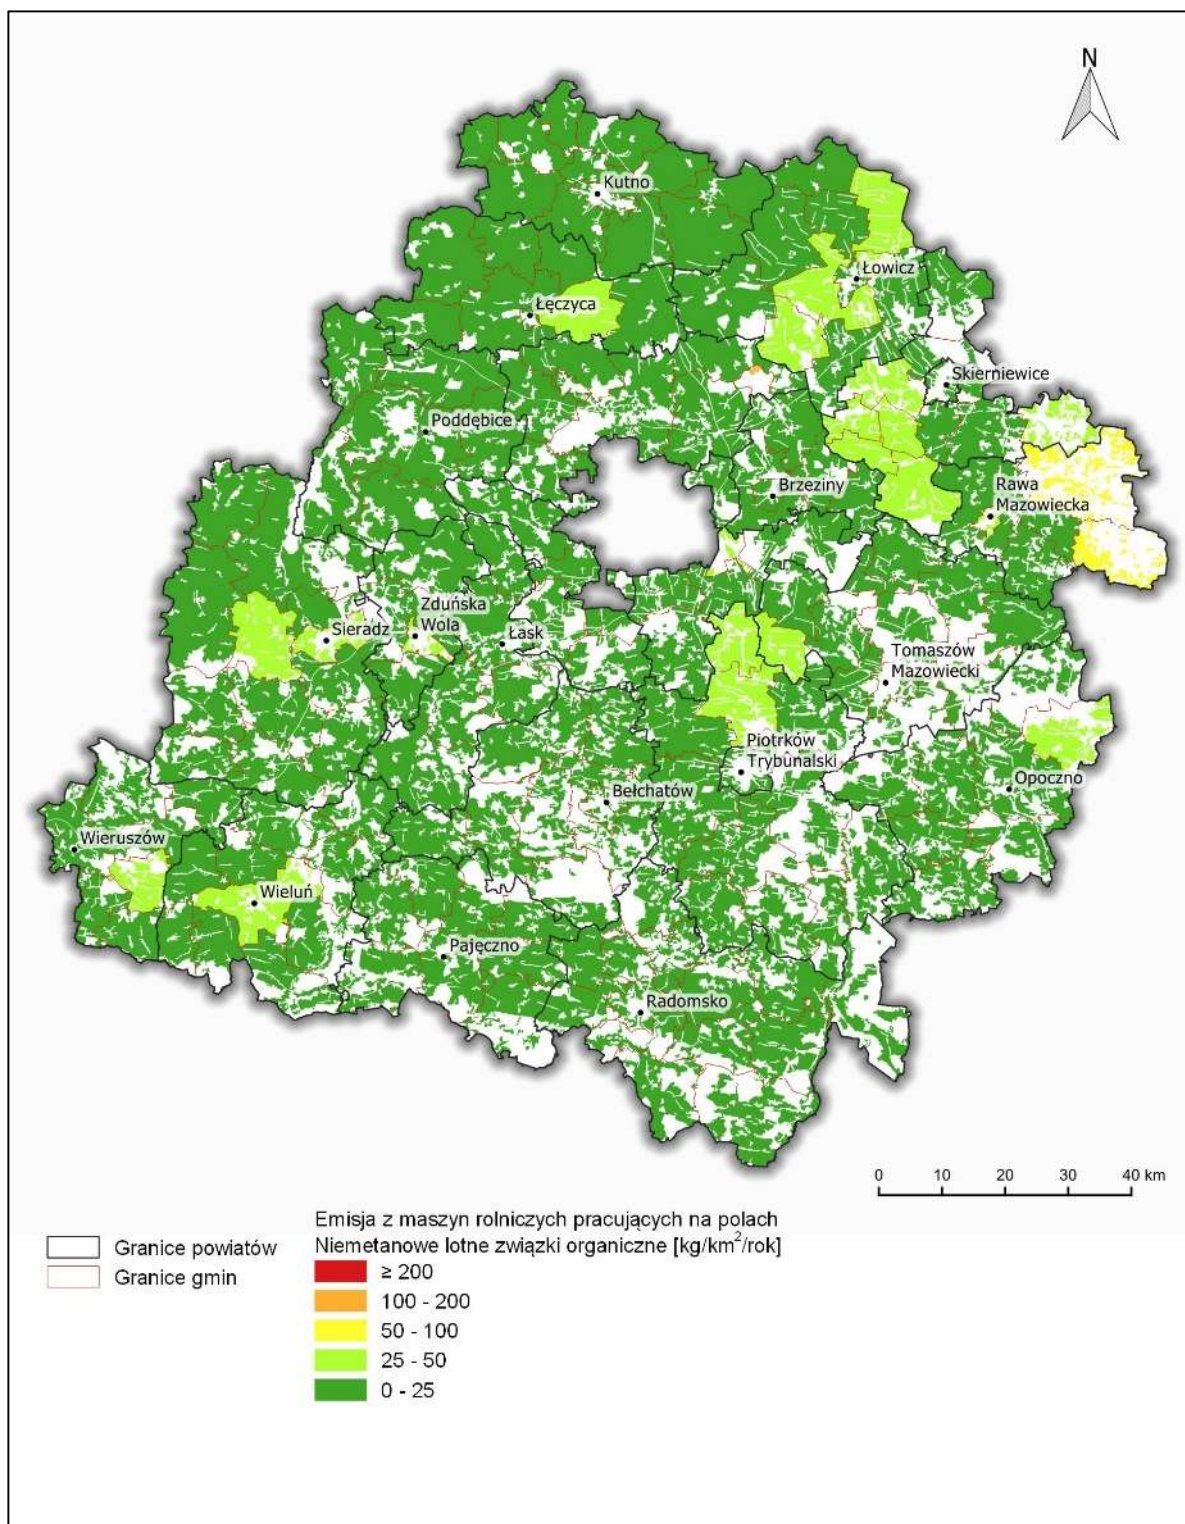 N
Kutno
Łowicz
Łęczyca
Skierniewice
Poddębice
Brzeziny
Rawa
Mazowiecka
Zduńska
Wola
Sieradz
Łask
Tomaszów
Mazowiecki
Piotrków
Trybunalski
Opoczno
Bełchatów
Wieruszów
Wieluń
Pajęczno
Radomsko
0 10 20 30 40 km
Emisja z maszyn rolniczych pracujących na polach
Niemetanowe lotne związki organiczne [kg/km²/rok]
Granice powiatów
Granice gmin
≥ 200
100 - 200
50 - 100
25 - 50
0 - 25